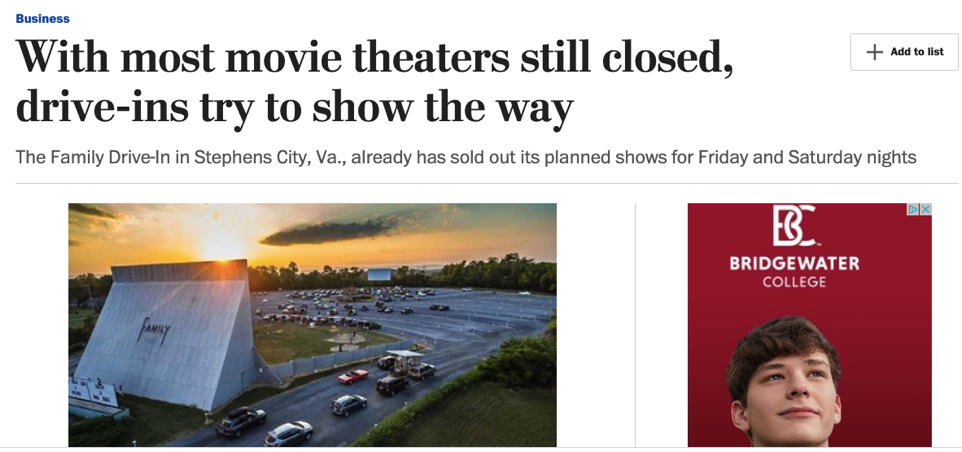 Business
With most movie theaters still closed,
drive-ins try to show the way
+ Add to list
The Family Drive-In in Stephens City, Va., already has sold out its planned shows for Friday and Saturday nights
FAMILY
BC
BRIDGEWATER
COLLEGE